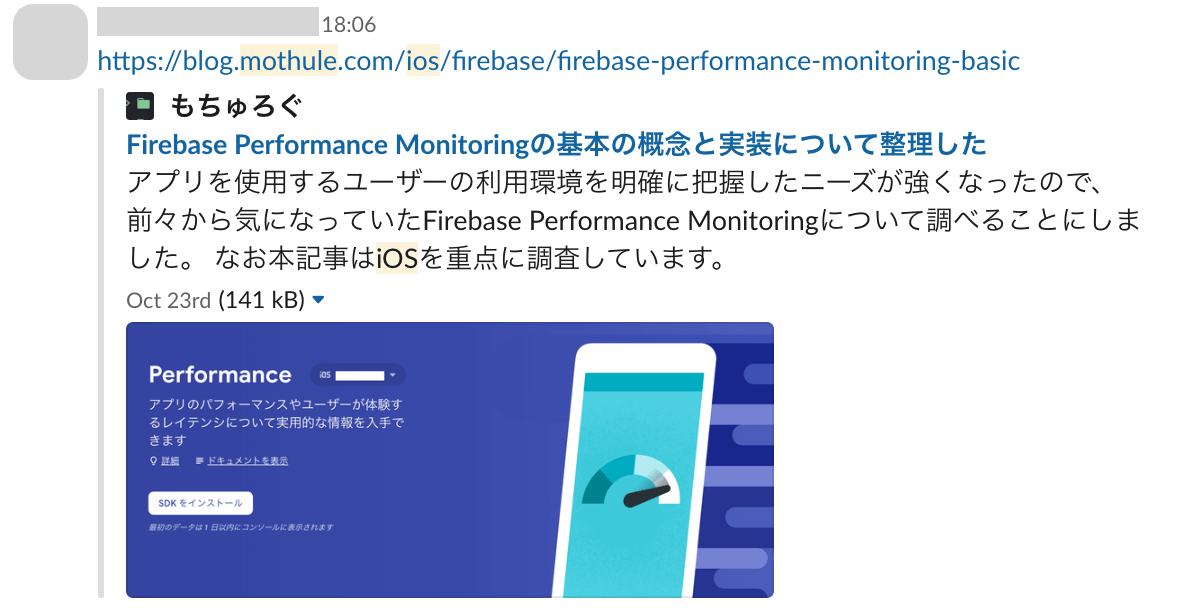 18:06
https://blog.mothule.com/ios/firebase/firebase-performance-monitoring-basic
もちゅろぐ
Firebase Performance Monitoringの基本の概念と実装について整理した
アプリを使用するユーザーの利用環境を明確に把握したニーズが強くなったので、
前々から気になっていたFirebase Performance Monitoringについて調べることにしま
した。 なお本記事はiOSを重点に調査しています。
Oct 23rd (141 kB)
Performance
iOS
アプリのパフォーマンスやユーザーが体験す
るレイテンシについて実用的な情報を入手で
きます
詳細 ドキュメントを表示
SDK をインストール
最初のデータは 1 日以内にコンソールに表示されます